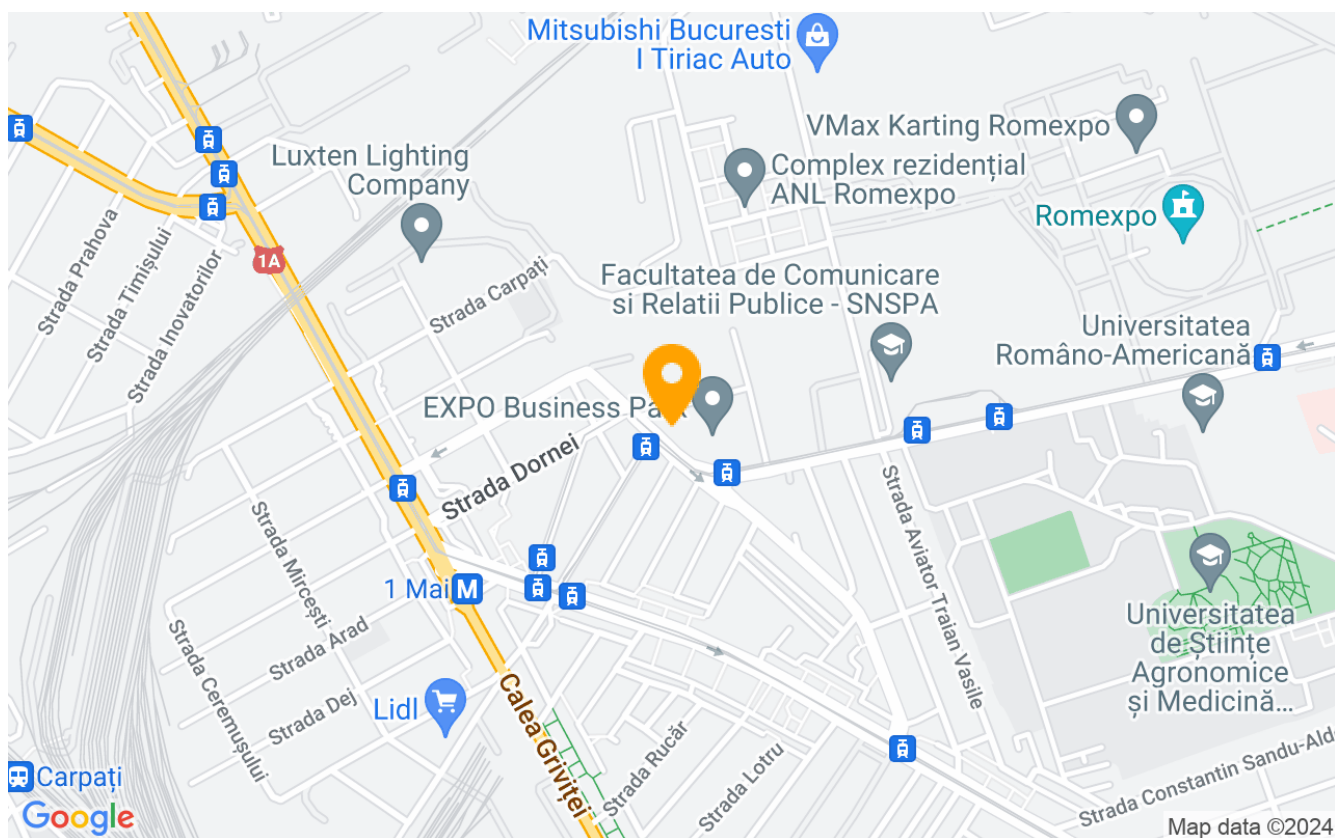 Mitsubishi Bucuresti
I Tiriac Auto
VMax Karting Romexpo
Luxten Lighting
Company
Complex rezidențial
ANL Romexpo
Romexpo
Strada Prahova
Strada Timișului
Strada Inovatorilor
1A
Strada Carpați
Facultatea de Comunicare
si Relatii Publice - SNSPA
Universitatea
Româno-Americană
EXPO Business Park
Strada Dornei
Strada Aviator Traian Vasile
Strada Mircești
1 Mai
M
Strada Arad
Strada Ceremușului
Strada Dej
Lidl
Calea Griviței
Strada Rucăr
Strada Lotru
Universitatea
de Științe
Agronomice
și Medicină...
Strada Constantin Sandu-Alde
Carpați
Google
Map data ©2024